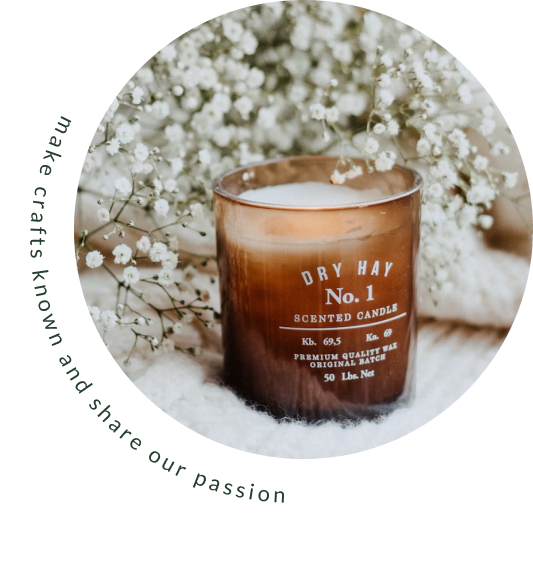 make crafts known and share our passion
DRY HAY
No. 1
SCENTED CANDLE
Kb. 69,5 Kn. 69
PREMIUM QUALITY WAX
ORIGINAL BATCH
50 Lbs. Net